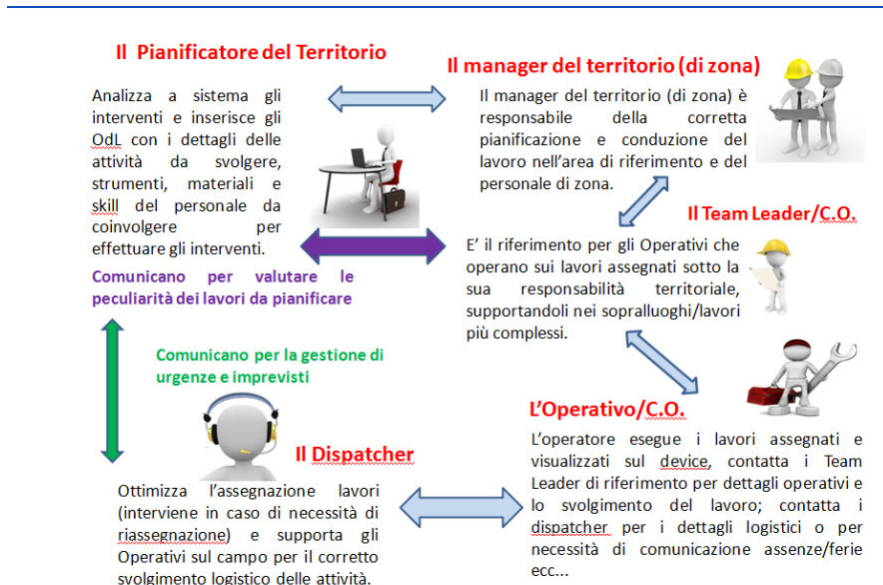 Il Pianificatore del Territorio
Analizza a sistema gli
interventi e inserisce gli
OdL con i dettagli delle
attività da svolgere,
strumenti, materiali e
skill del personale da
coinvolgere per
effettuare gli interventi.
Comunicano per valutare le
peculiarità dei lavori da pianificare
Il manager del territorio (di zona)
Il manager del territorio (di zona) è
responsabile della corretta
pianificazione e conduzione del
lavoro nell'area di riferimento e del
personale di zona.
Il Team Leader/C.O.
E' il riferimento per gli Operativi che
operano sui lavori assegnati sotto la
sua responsabilità territoriale,
supportandoli nei sopralluoghi/lavori
più complessi.
Comunicano per la gestione di
urgenze e imprevisti
Il Dispatcher
Ottimizza l'assegnazione lavori
(interviene in caso di necessità di
riassegnazione) e supporta gli
Operativi sul campo per il corretto
svolgimento logistico delle attività.
L'Operativo/C.O.
L'operatore esegue i lavori assegnati e
visualizzati sul device, contatta i Team
Leader di riferimento per dettagli operativi e
lo svolgimento del lavoro; contatta i
dispatcher per i dettagli logistici o per
necessità di comunicazione assenze/ferie
ecc...